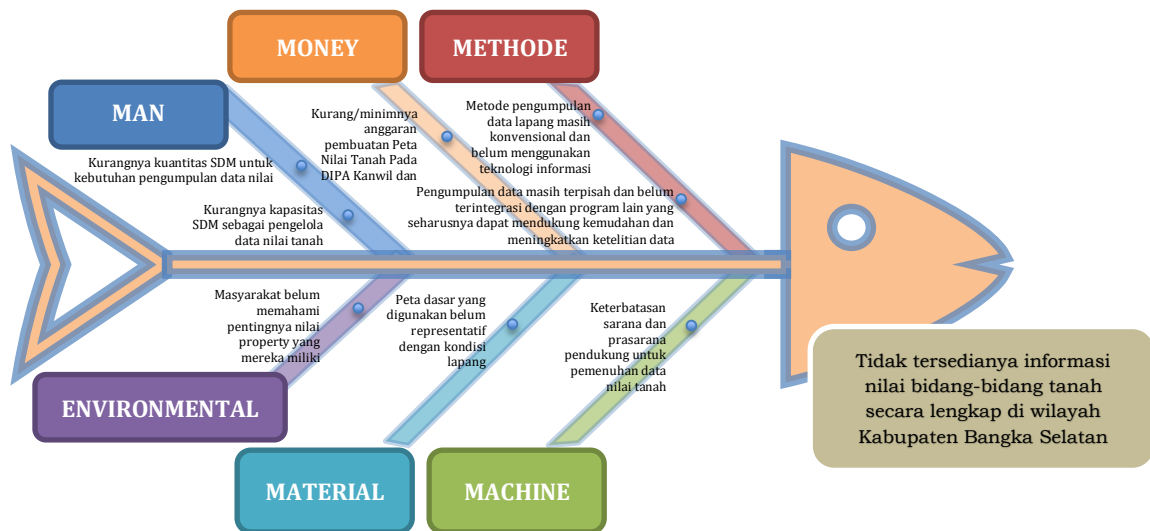 MONEY
METHODE
MAN
Kurangnya kuantitas SDM untuk
kebutuhan pengumpulan data nilai
Kurangnya kapasitas
SDM sebagai pengelola
data nilai tanah
Kurang/minimnya
anggaran
pembuatan Peta
Nilai Tanah Pada
DIPA Kanwil dan
Metode pengumpulan
data lapang masih
konvensional dan
belum menggunakan
teknologi informasi
Pengumpulan data masih terpisah dan belum
terintegrasi dengan program lain yang
seharusnya dapat mendukung kemudahan dan
meningkatkan ketelitian data
Masyarakat belum
memahami
pentingnya nilai
property yang
mereka miliki
Peta dasar yang
digunakan belum
representatif
dengan kondisi
lapang
Keterbatasan
sarana dan
prasarana
pendukung untuk
pemenuhan data
nilai tanah
Tidak tersedianya informasi
nilai bidang-bidang tanah
secara lengkap di wilayah
Kabupaten Bangka Selatan
ENVIRONMENTAL
MATERIAL
MACHINE